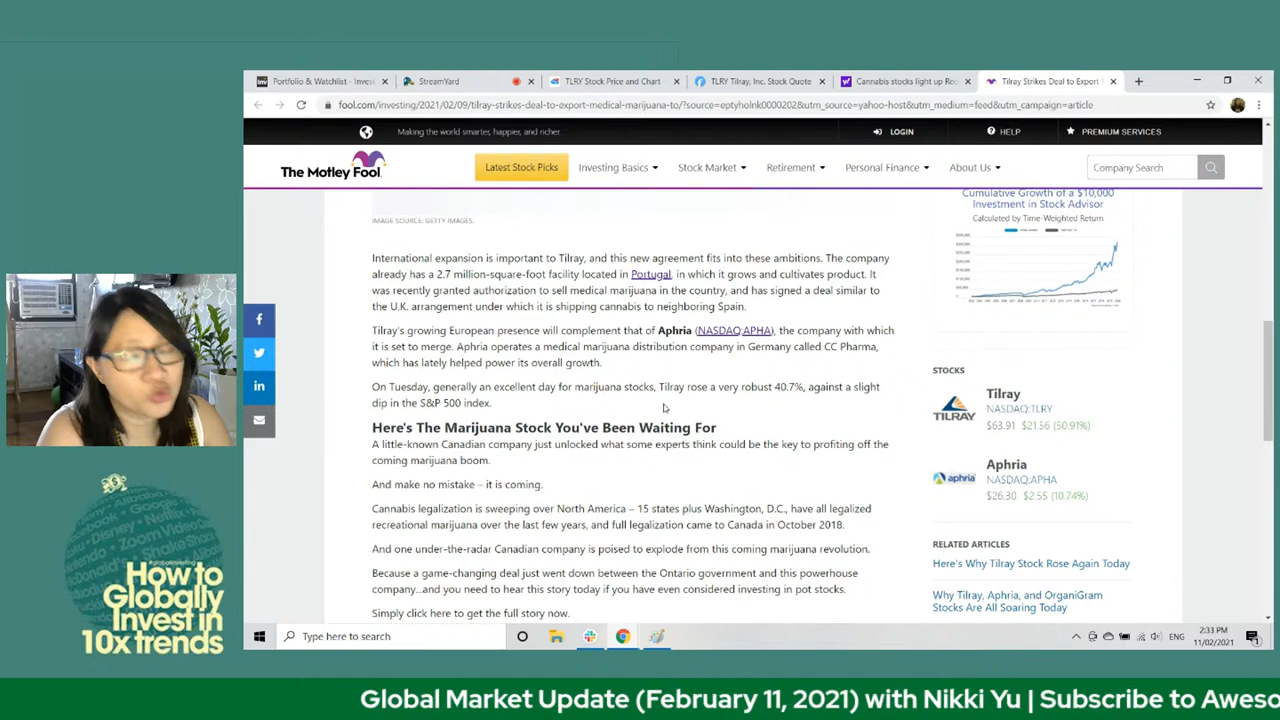 Portfolio & Watchlist - Invest
StreamYard
TLRY Stock Price and Chart —
TLRY Tilray, Inc. Stock Quote
Cannabis stocks light up Rec
Tilray Strikes Deal to Export
fool.com/investing/2021/02/09/tilray-strikes-deal-to-export-medical-marijuana-to/?source=eptyholnk0000202&utm_source=yahoo-host&utm_medium=feed&utm_campaign=article
Making the world smarter, happier, and richer.
LOGIN
HELP
PREMIUM SERVICES
The Motley Fool
Latest Stock Picks
Investing Basics
Stock Market
Retirement
Personal Finance
About Us
Company Search
IMAGE SOURCE: GETTY IMAGES.
International expansion is important to Tilray, and this new agreement fits into these ambitions. The company
already has a 2.7 million-square-foot facility located in Portugal, in which it grows and cultivates product. It
was recently granted authorization to sell medical marijuana in the country, and has signed a deal similar to
U.K. arrangement under which it is shipping cannabis to neighboring Spain.
Tilray's growing European presence will complement that of Aphria (NASDAQ:APHA), the company with which
it is set to merge. Aphria operates a medical marijuana distribution company in Germany called CC Pharma,
which has lately helped power its overall growth.
On Tuesday, generally an excellent day for marijuana stocks, Tilray rose a very robust 40.7%, against a slight
dip in the S&P 500 index.
Here's The Marijuana Stock You've Been Waiting For
A little-known Canadian company just unlocked what some experts think could be the key to profiting off the
coming marijuana boom.
And make no mistake – it is coming.
Cannabis legalization is sweeping over North America – 15 states plus Washington, D.C., have all legalized
recreational marijuana over the last few years, and full legalization came to Canada in October 2018.
And one under-the-radar Canadian company is poised to explode from this coming marijuana revolution.
Because a game-changing deal just went down between the Ontario government and this powerhouse
company...and you need to hear this story today if you have even considered investing in pot stocks.
Simply click here to get the full story now.
Cumulative Growth of a $10,000
Investment in Stock Advisor
Calculated by Time-Weighted Return
STOCKS
TILRAY
Tilray
NASDAQ:TLRY
$63.91 $21.56 (50.91%)
aphria
Aphria
NASDAQ:APHA
$26.30 $2.55 (10.74%)
RELATED ARTICLES
Here's Why Tilray Stock Rose Again Today
Why Tilray, Aphria, and OrganiGram
Stocks Are All Soaring Today
Type here to search
ENG
2:33 PM
11/02/2021
#globalinvesting
How to
Globally
Invest in
10x trends
Global Market Update (February 11, 2021) with Nikki Yu | Subscribe to Aweso